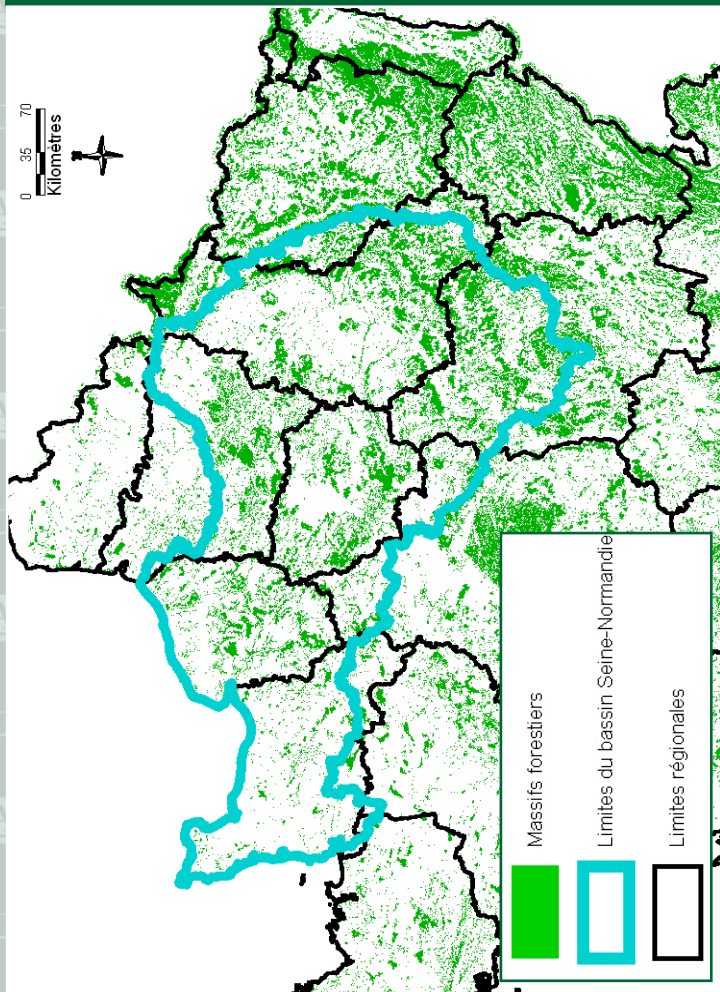 0 35 70
Kilomètres
Massifs forestiers
Limites du bassin Seine-Normandie
Limites régionales